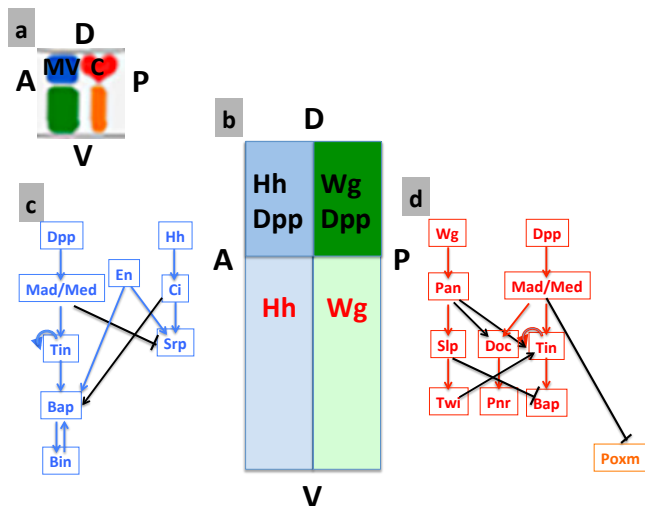 a
D
MV
C
A
P
V
b
D
Hh
Dpp
Wg
Dpp
A
P
Hh
Wg
V
c
Dpp
Hh
En
Mad/Med
Ci
Tin
Srp
Bap
Bin
d
Wg
Dpp
Pan
Mad/Med
Slp
Doc
Tin
Twi
Pnr
Bap
Poxm